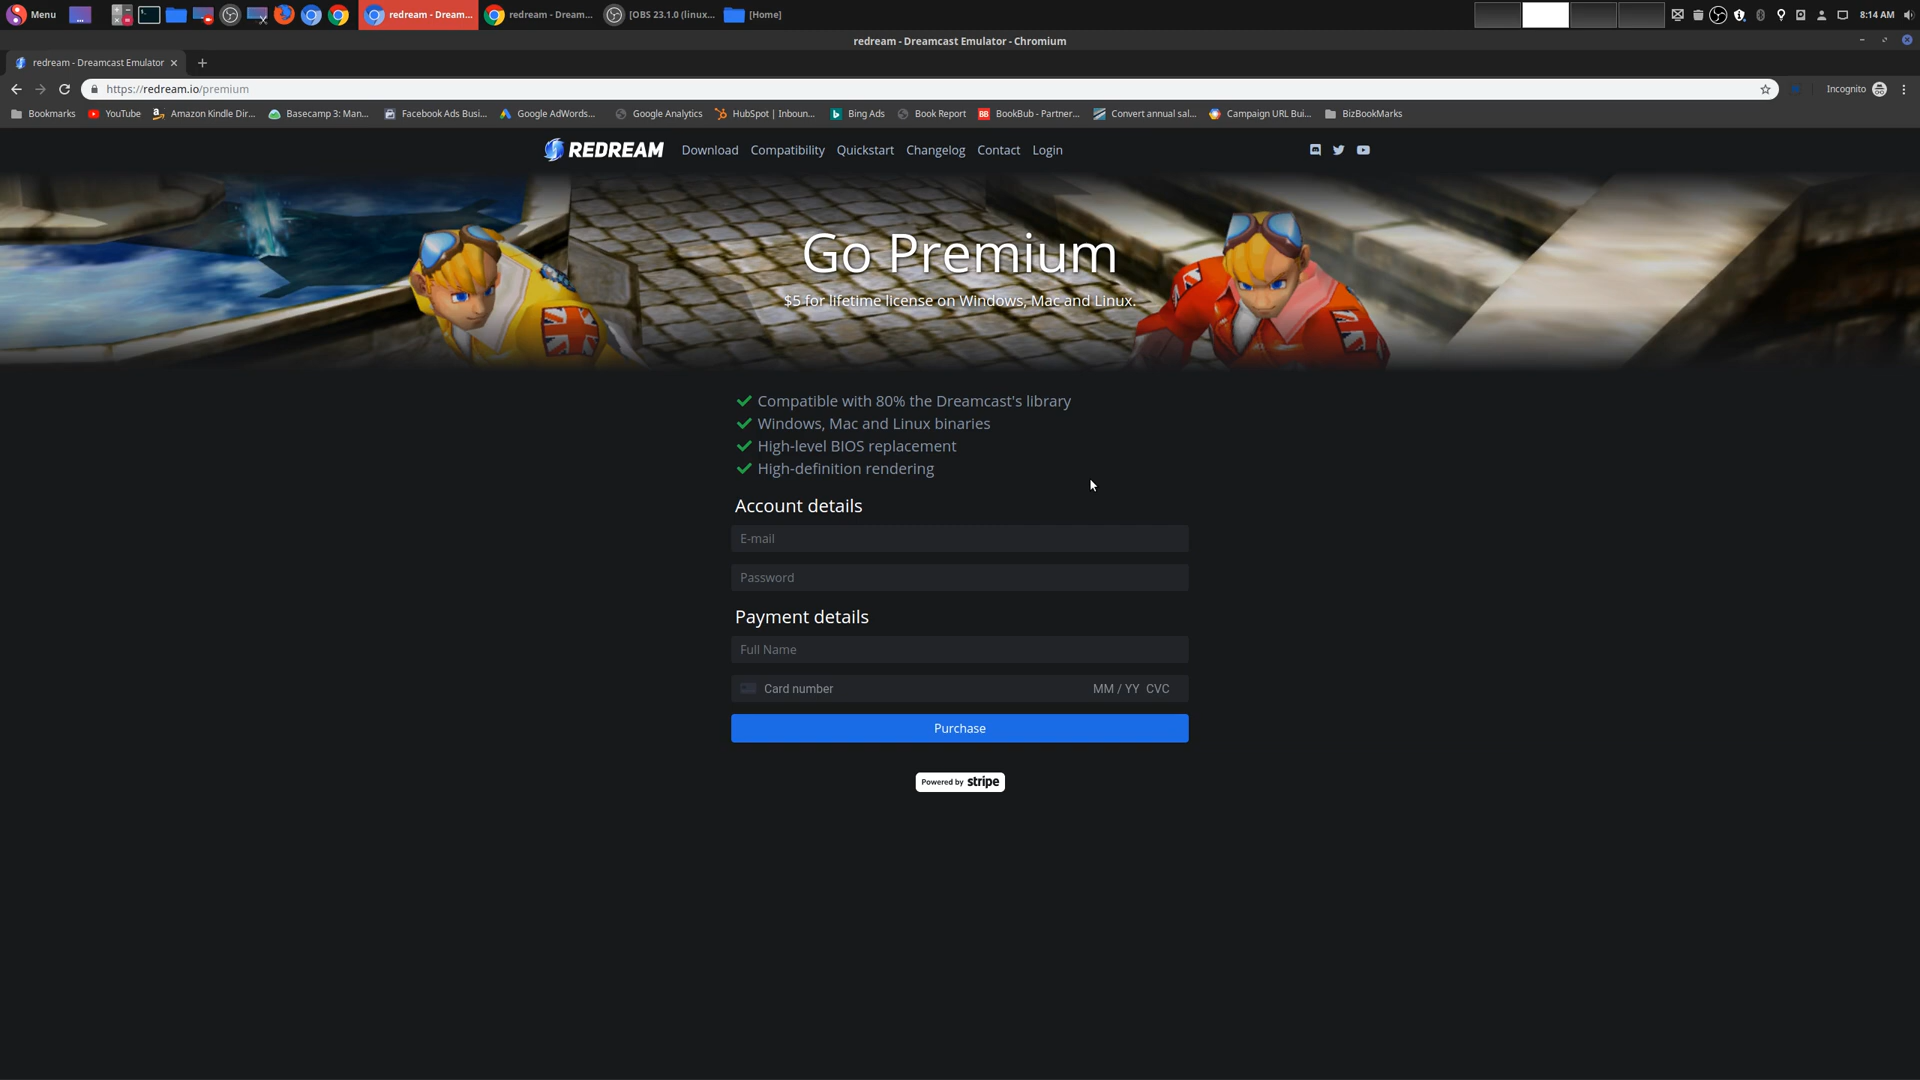 Menu
redream - Dream...
redream - Dream...
[OBS 23.1.0 (linux...
[Home]
8:14 AM
redream - Dreamcast Emulator - Chromium
redream - Dreamcast Emulator
https://redream.io/premium
Incognito
Bookmarks
YouTube
Amazon Kindle Dir...
Basecamp 3: Man...
Facebook Ads Busi...
Google AdWords...
Google Analytics
HubSpot | Inboun...
Bing Ads
Book Report
BB
BookBub - Partner...
Convert annual sal...
Campaign URL Bui...
BizBookMarks
REDREAM
Download
Compatibility
Quickstart
Changelog
Contact
Login
Go Premium
$5 for lifetime license on Windows, Mac and Linux.
Compatible with 80% the Dreamcast's library
Windows, Mac and Linux binaries
High-level BIOS replacement
High-definition rendering
Account details
E-mail
Password
Payment details
Full Name
Card number MM / YY CVC
Purchase
Powered by stripe